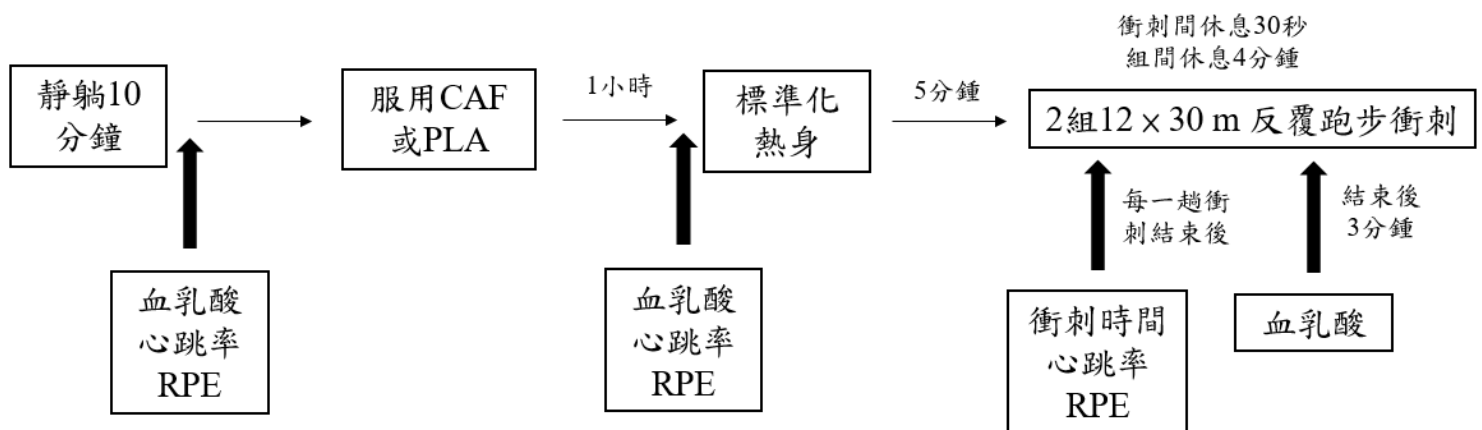 衝刺間休息30秒
組間休息4分鍾
靜躺10
分鐘
服用CAF
或PLA
1小時
標準化
熱身
5分鍾
2組12 × 30 m 反覆跑步衝刺
血乳酸
心跳率
RPE
血乳酸
心跳率
RPE
每一趟衝
刺結束後
衝刺時間
心跳率
RPE
結束後
3分鍾
血乳酸